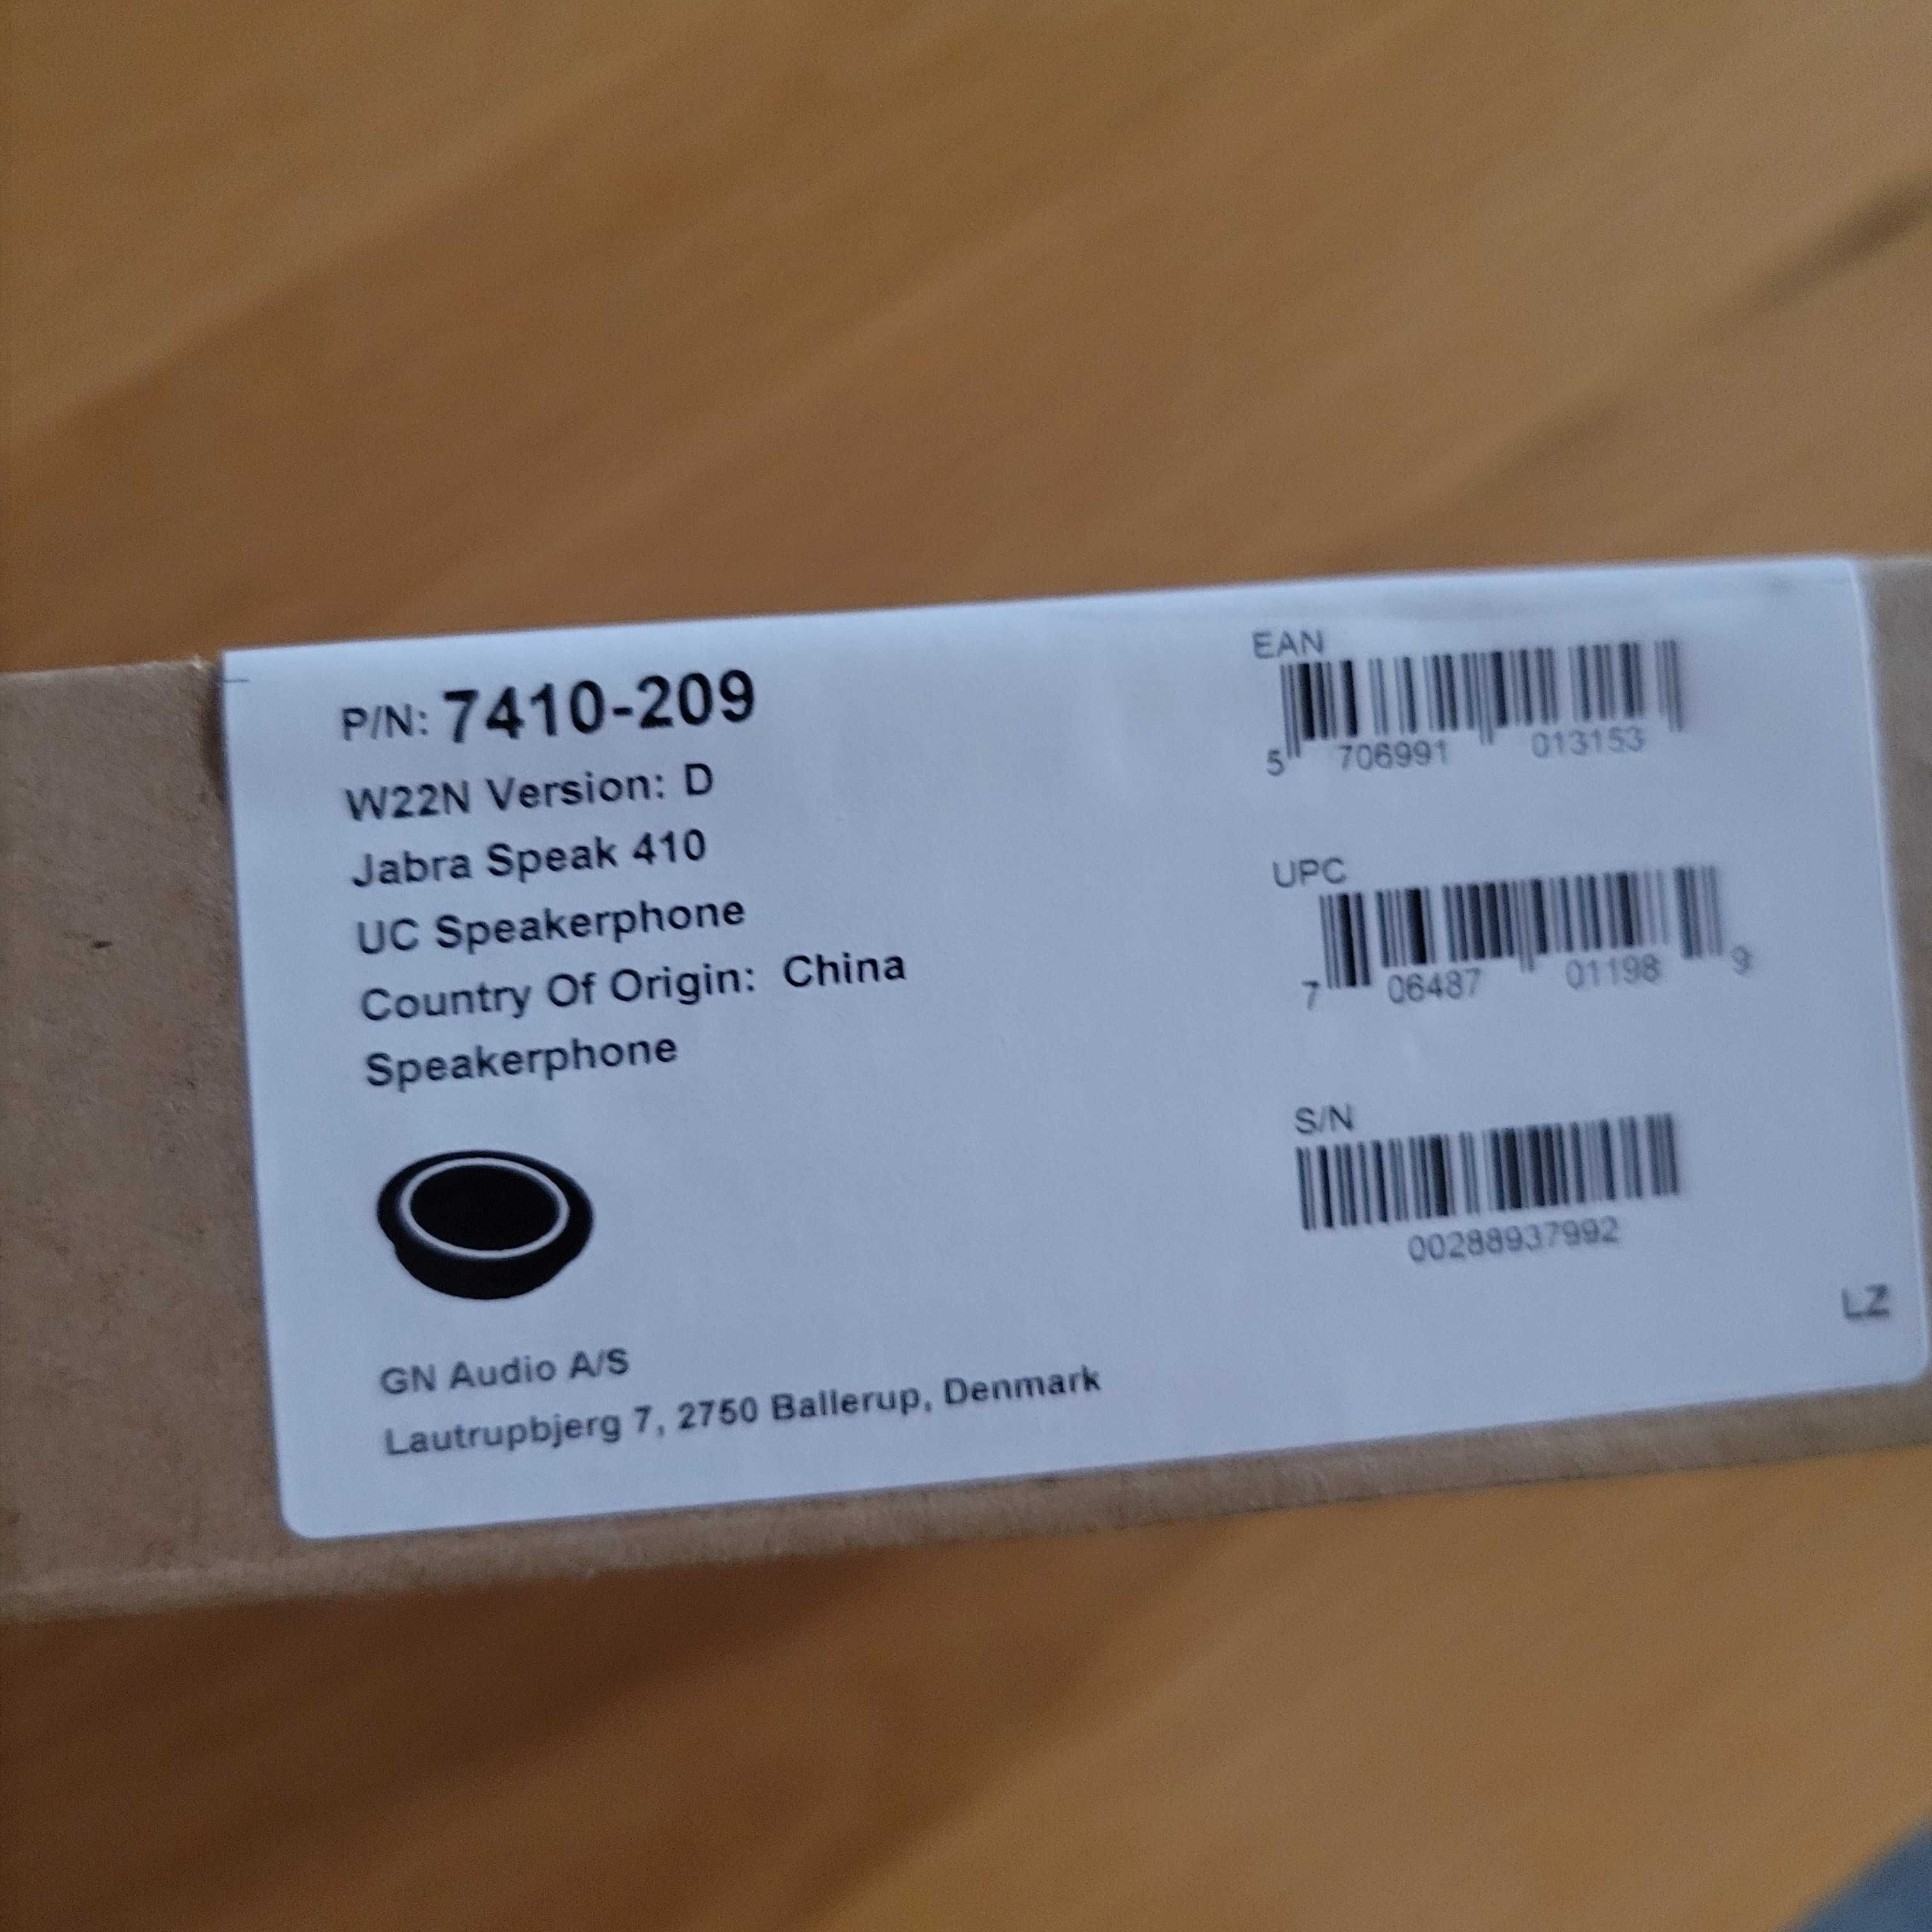 P/N: 7410-209
W22N Version: D
Jabra Speak 410
UC Speakerphone
Country Of Origin: China
Speakerphone
GN Audio A/S
Lautrupbjerg 7, 2750 Ballerup, Denmark
EAN
5 706991 013153
UPC
7 06487 01198 9
S/N
00288937992
LZ